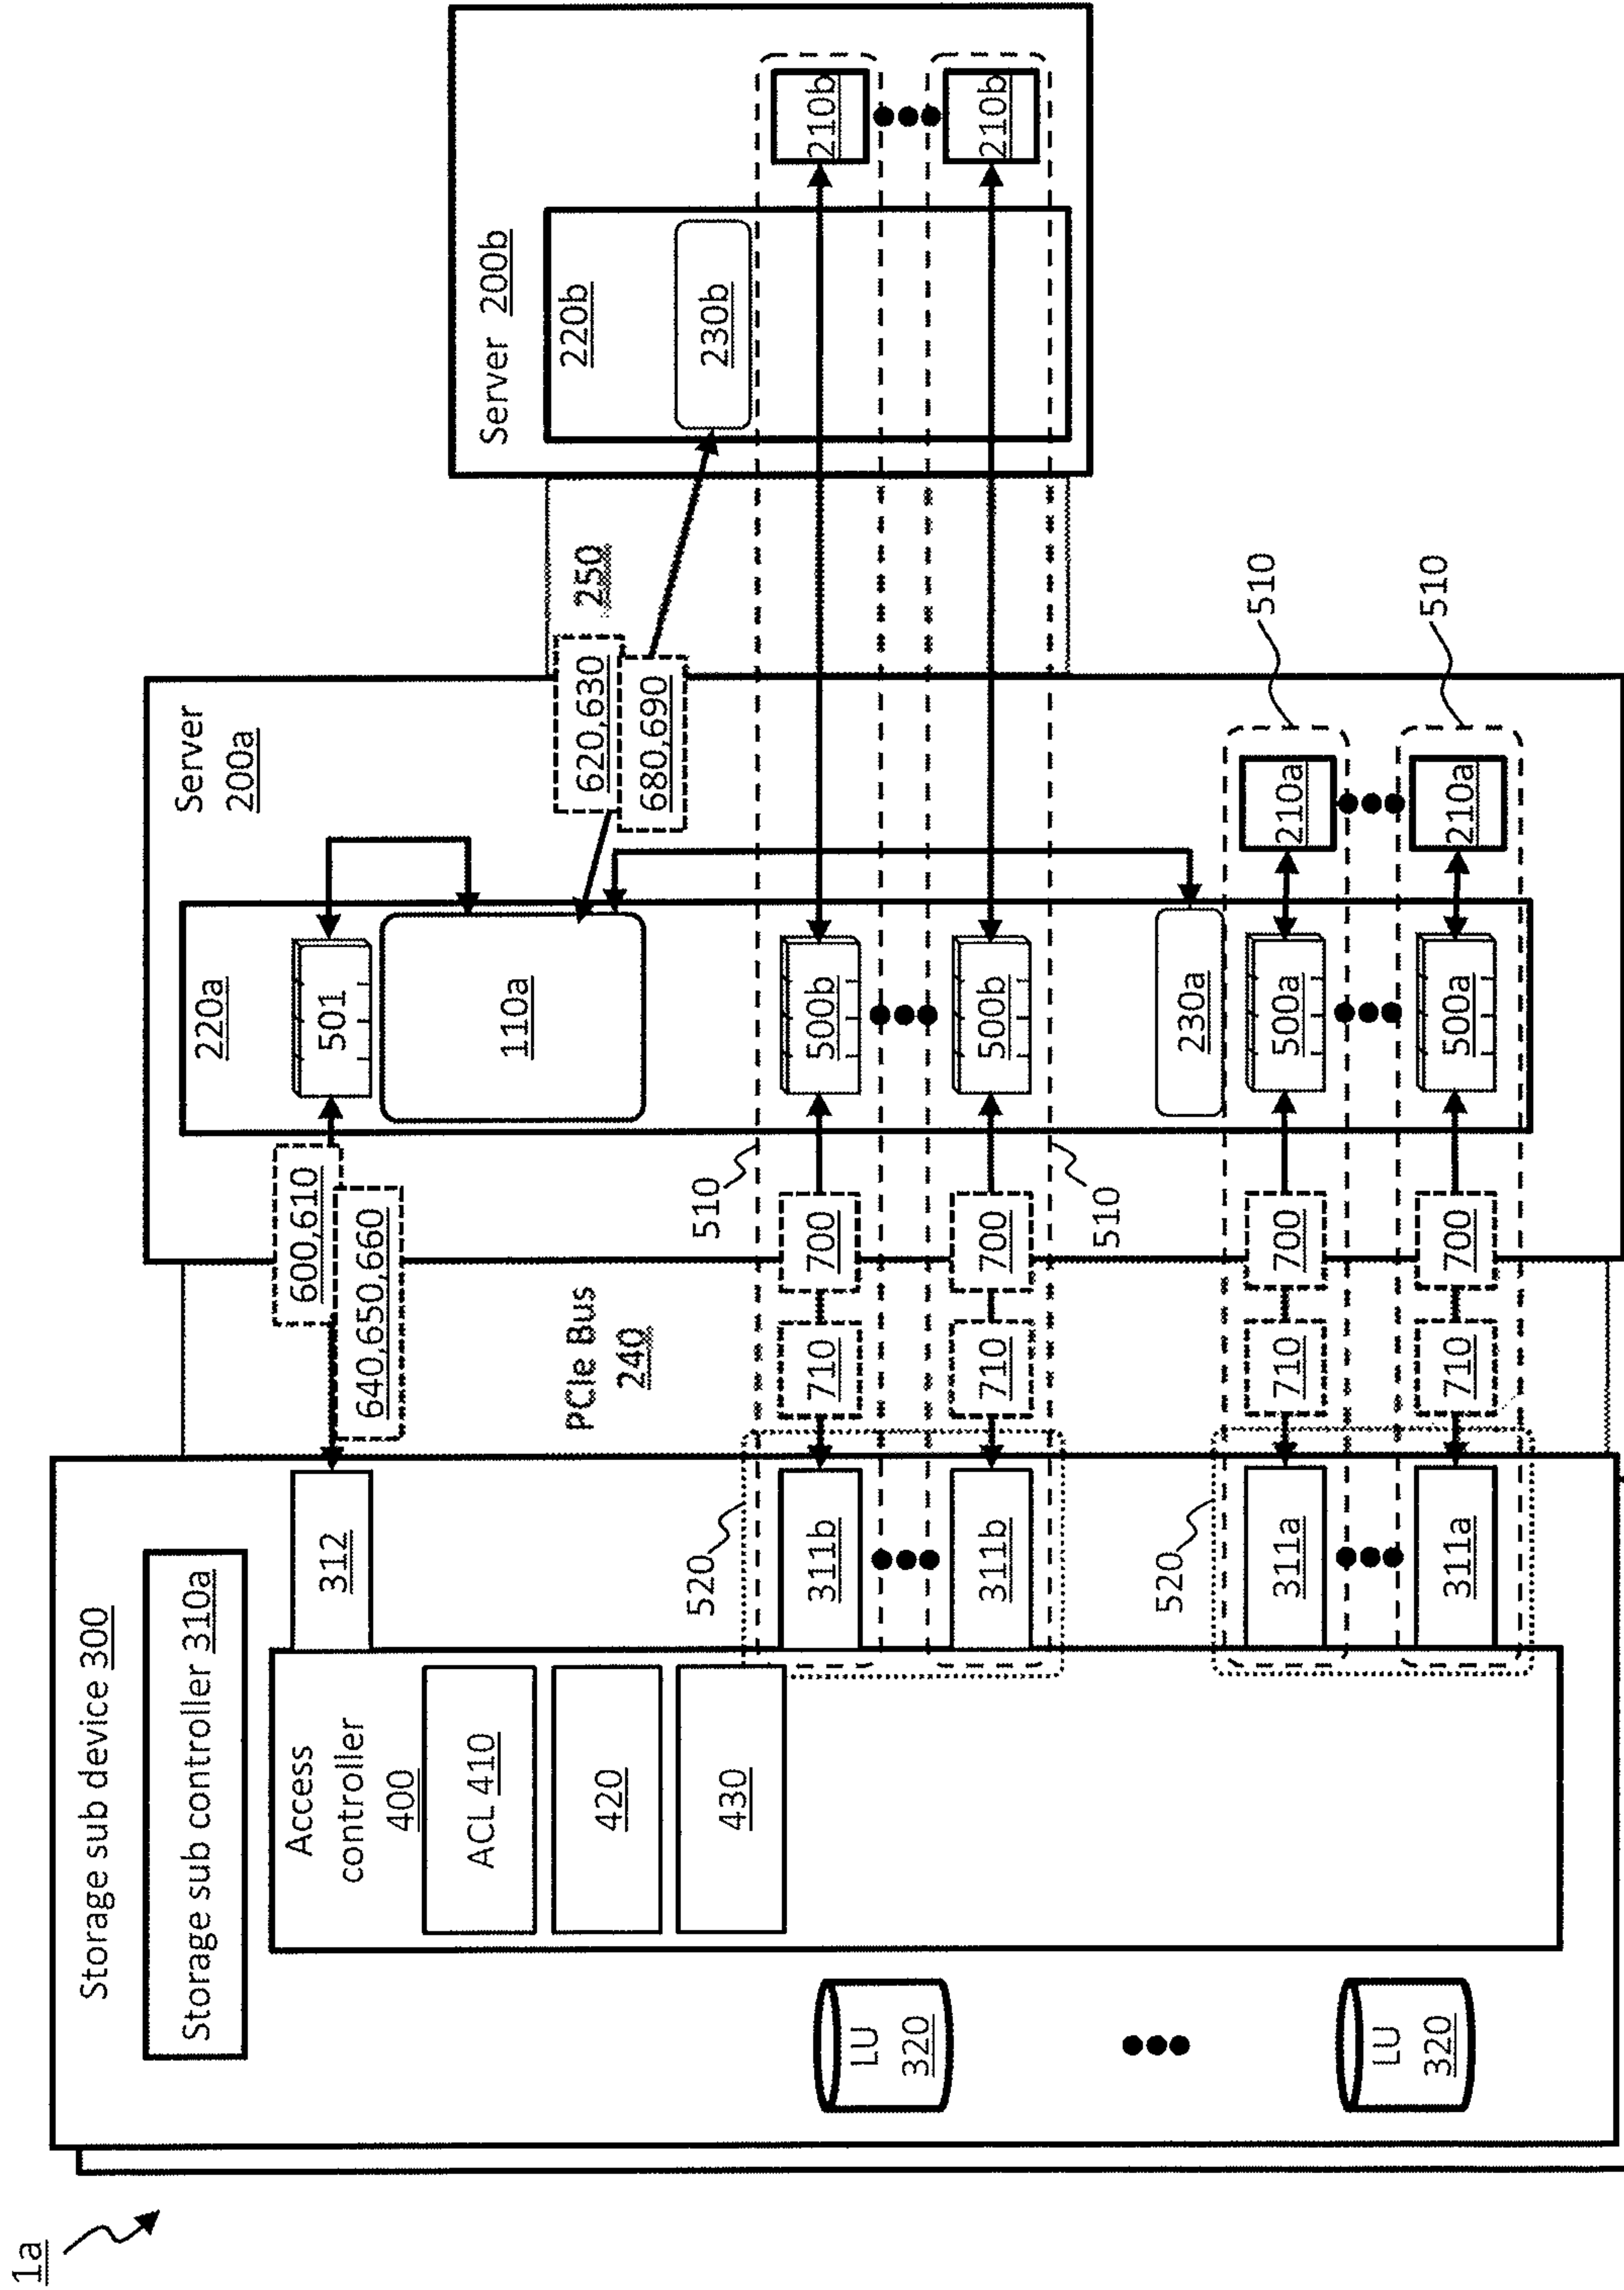 1a
Storage sub device 300
Storage sub controller 310a
Access
controller
400
ACL 410
420
430
LU
320
LU
320
312
520
311b
311b
520
311a
311a
PCIe Bus
240
600,610
640,650,660
710
700
710
700
710
700
710
700
510
510
Server
200a
220a
501
110a
500b
500b
230a
500a
500a
210a
210a
510
510
620,630
680,690
250
Server 200b
220b
230b
210b
210b